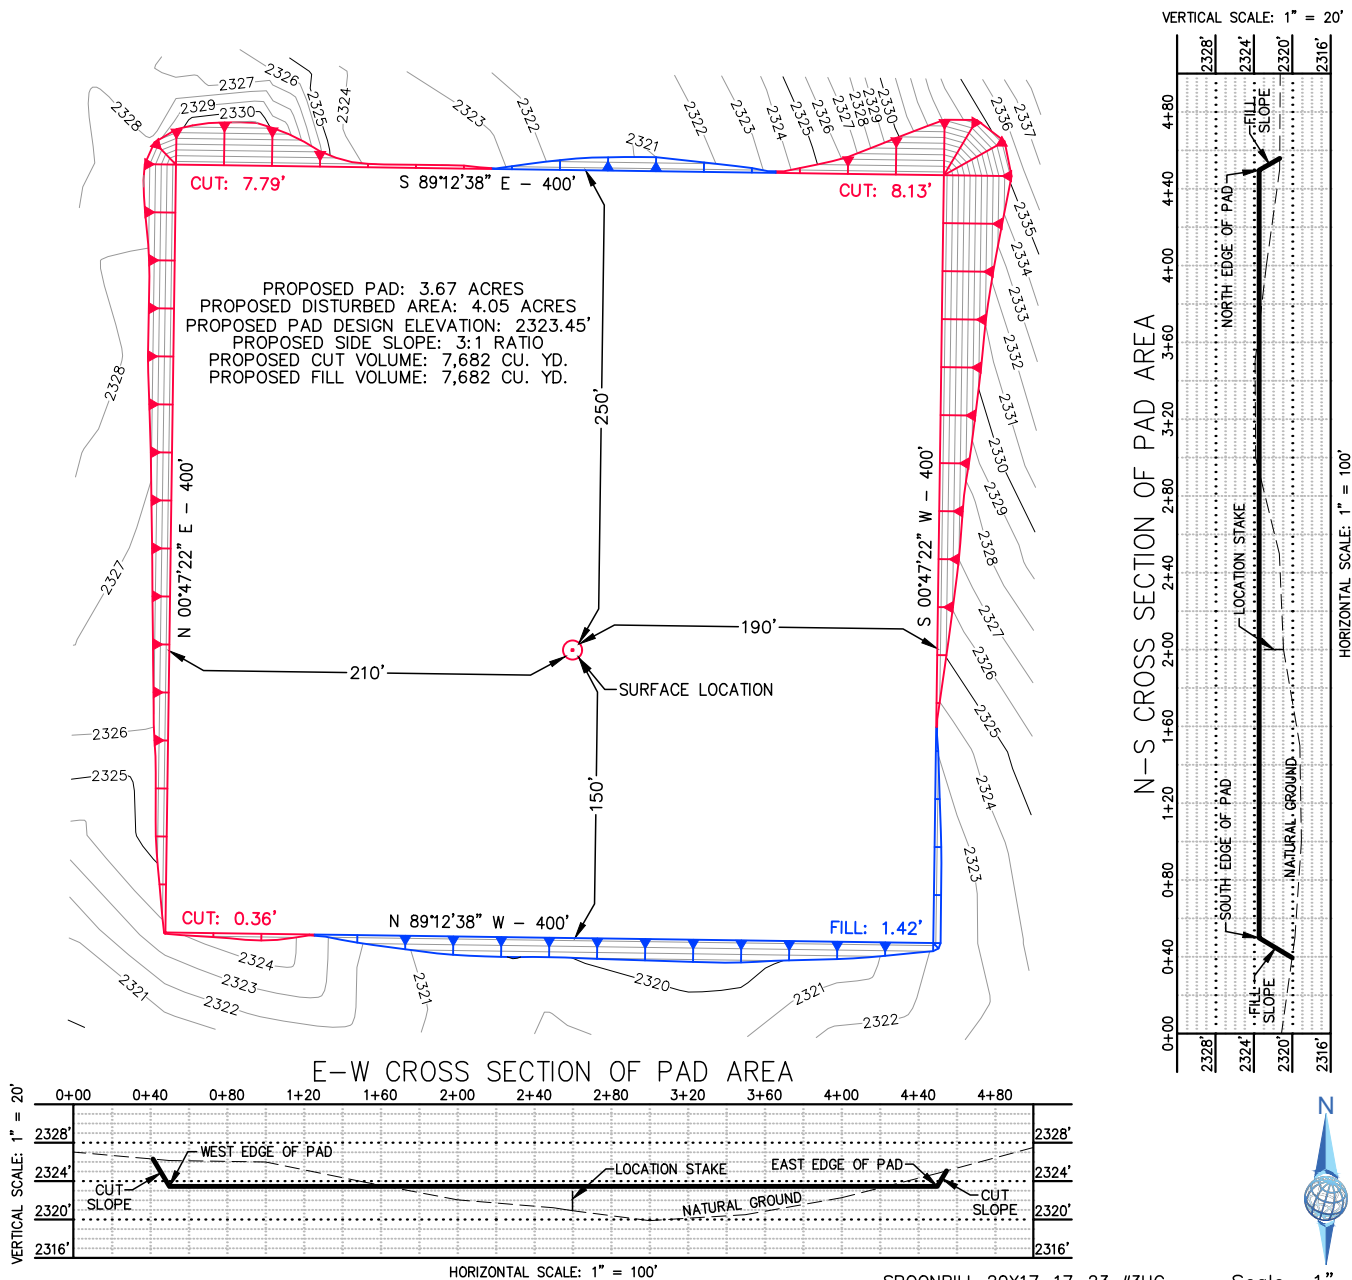 VERTICAL SCALE: 1" = 20'
2328' 2324' 2320' 2316'
2326
2327
2329
2330
2328
2325
2324
2323
2322
2321
2322
2323
2324
2325
2326
2327
2328
2329
2330
2336
2337
CUT: 7.79'
S 89°12'38" E - 400'
CUT: 8.13'
2335
2334
2333
2332
2331
2330
2329
2328
2327
2326
2325
2324
2323
PROPOSED PAD: 3.67 ACRES
PROPOSED DISTURBED AREA: 4.05 ACRES
PROPOSED PAD DESIGN ELEVATION: 2323.45'
PROPOSED SIDE SLOPE: 3:1 RATIO
PROPOSED CUT VOLUME: 7,682 CU. YD.
PROPOSED FILL VOLUME: 7,682 CU. YD.
2328
2327
2326
2325
250'
N 00°47'22" E - 400'
S 00°47'22" W - 400'
190'
210'
SURFACE LOCATION
150'
CUT: 0.36'
N 89°12'38" W - 400'
FILL: 1.42'
2324
2323
2322
2321
2321
2320
2321
2322
N-S CROSS SECTION OF PAD AREA
4+80
4+40
4+00
3+60
3+20
2+80
2+40
2+00
1+60
1+20
0+80
0+40
0+00
FILL
SLOPE
NORTH EDGE OF PAD
LOCATION STAKE
NATURAL GROUND
SOUTH EDGE OF PAD
FILL
SLOPE
HORIZONTAL SCALE: 1" = 100'
2328' 2324' 2320' 2316'
E-W CROSS SECTION OF PAD AREA
0+00 0+40 0+80 1+20 1+60 2+00 2+40 2+80 3+20 3+60 4+00 4+40 4+80
VERTICAL SCALE: 1" = 20'
2328'
2324'
2320'
2316'
WEST EDGE OF PAD
CUT
SLOPE
LOCATION STAKE
EAST EDGE OF PAD
NATURAL GROUND
CUT
SLOPE
2328'
2324'
2320'
2316'
HORIZONTAL SCALE: 1" = 100'
N